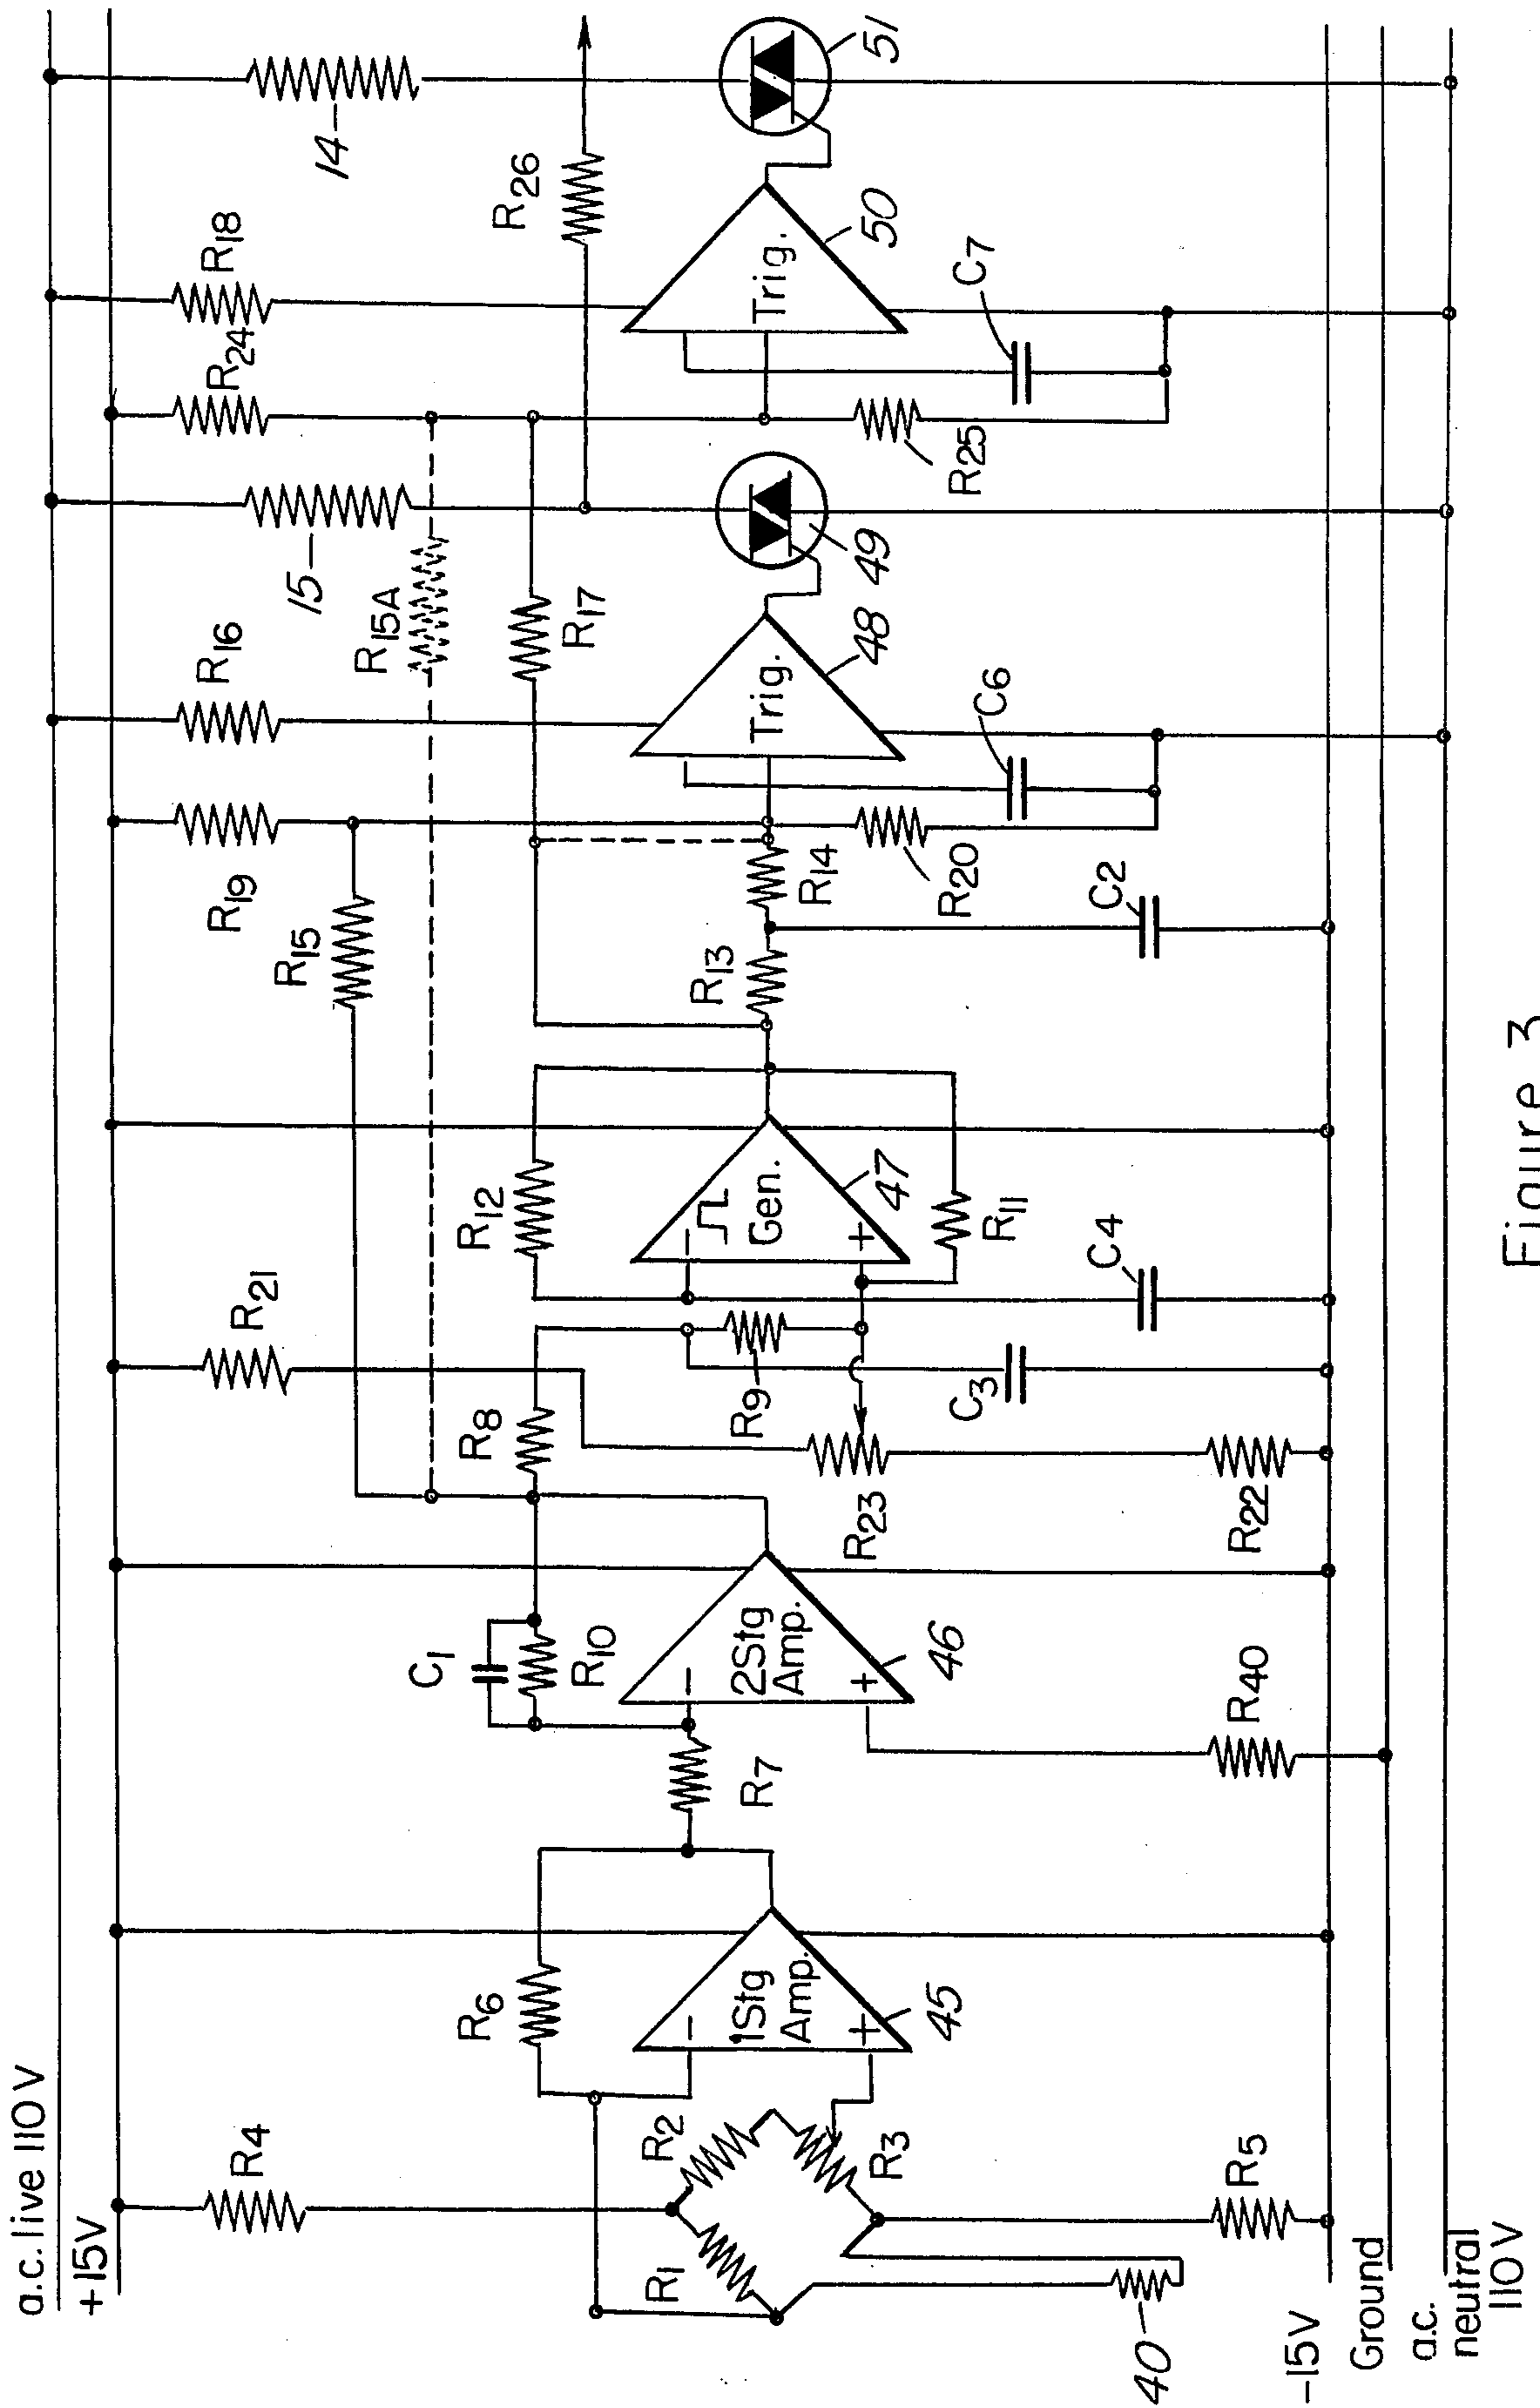 a.c. live 110V
+15V
R4
R1
R2
R3
R5
40
R6
1Stg
Amp.
−
+
45
R7
C1
R10
2Stg
Amp.
−
+
46
R40
R8
R21
R9
R23
R22
C3
C4
R12
Gen.
−
+
47
R11
R13
R14
C2
R15
R19
R20
R16
Trig.
48
C6
R15A
R17
15
49
R24
R18
R25
Trig.
50
C7
R26
14
51
−15V
Ground
a.c.
neutral
110V
Figure 3